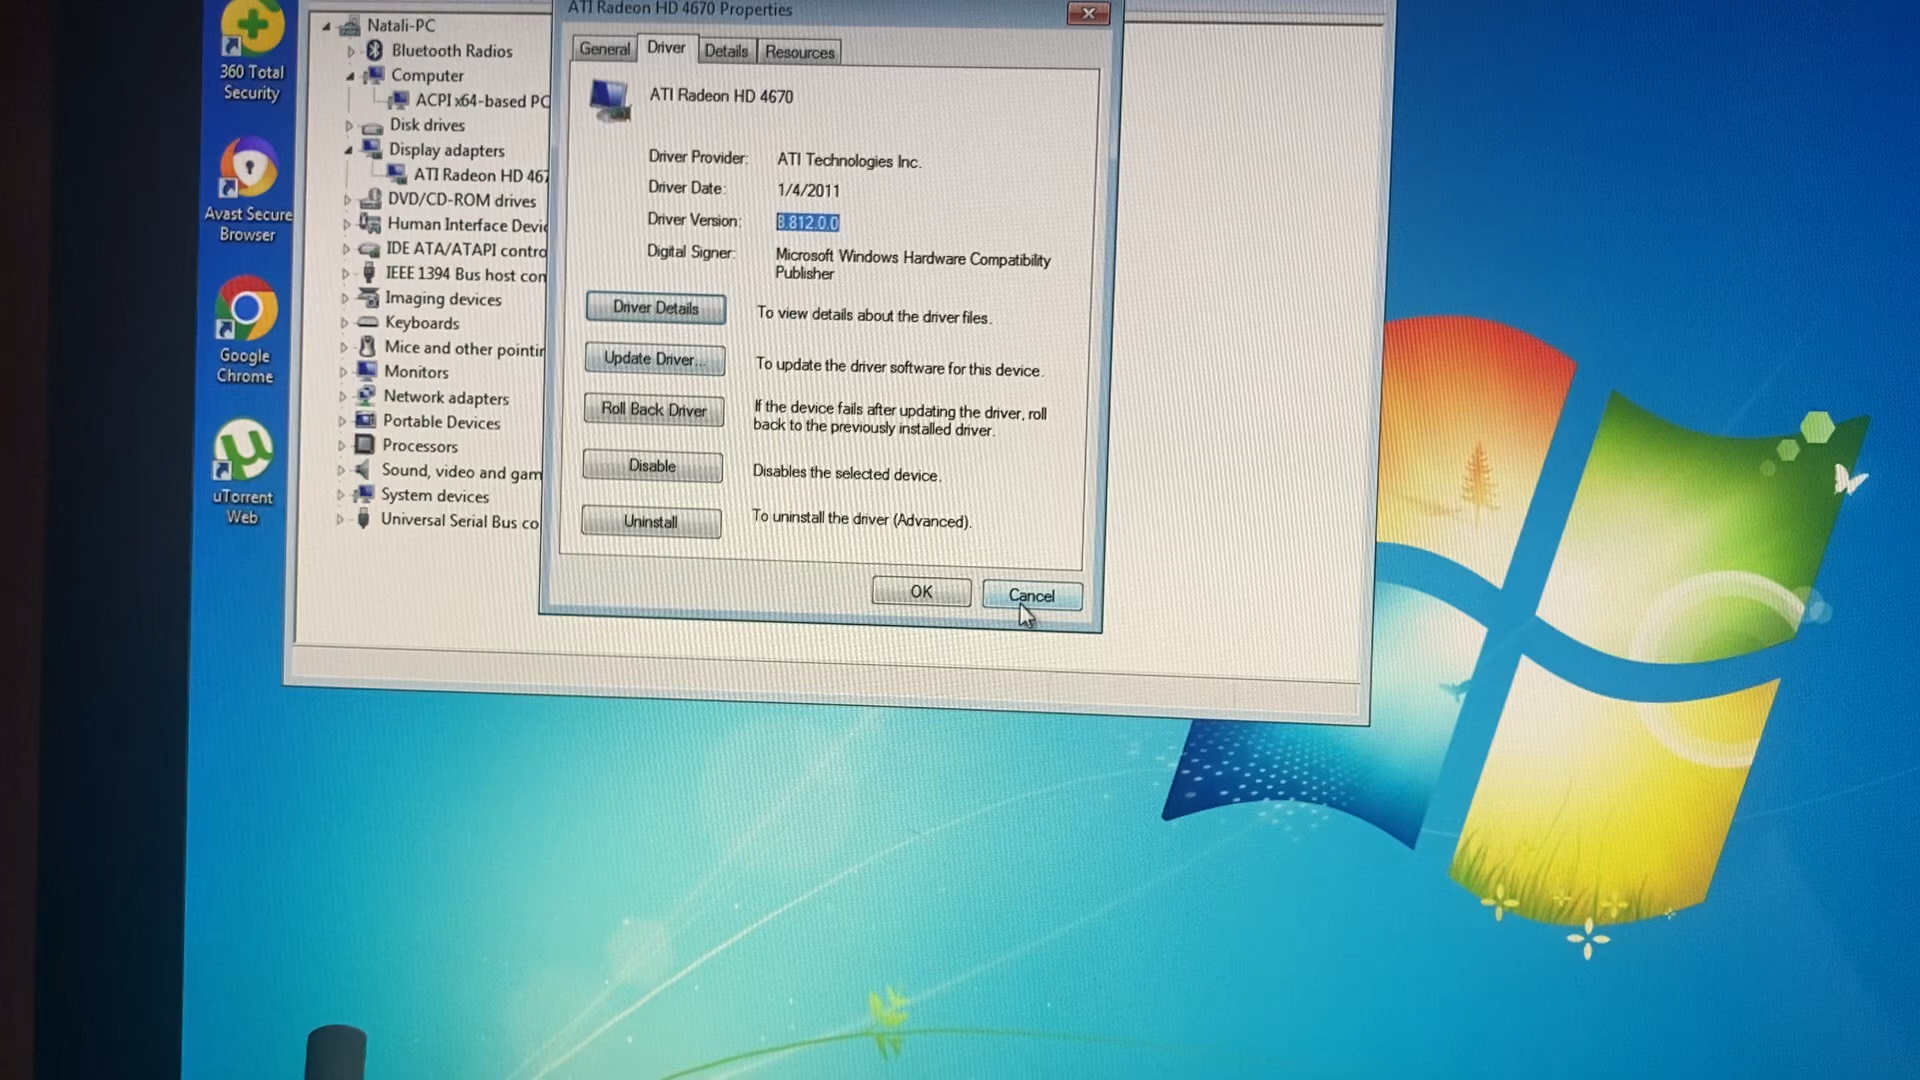 360 Total
Security
Avast Secure
Browser
Google
Chrome
uTorrent
Web
Natali-PC
Bluetooth Radios
Computer
ACPI x64-based PC
Disk drives
Display adapters
ATI Radeon HD 467
DVD/CD-ROM drives
Human Interface Devic
IDE ATA/ATAPI contro
IEEE 1394 Bus host con
Imaging devices
Keyboards
Mice and other pointin
Monitors
Network adapters
Portable Devices
Processors
Sound, video and gam
System devices
Universal Serial Bus co
ATI Radeon HD 4670 Properties
General Driver Details Resources
ATI Radeon HD 4670
Driver Provider: ATI Technologies Inc.
Driver Date: 1/4/2011
Driver Version: 8.812.0.0
Digital Signer: Microsoft Windows Hardware Compatibility
Publisher
Driver Details To view details about the driver files.
Update Driver... To update the driver software for this device.
Roll Back Driver If the device fails after updating the driver, roll
back to the previously installed driver.
Disable Disables the selected device.
Uninstall To uninstall the driver (Advanced).
OK Cancel